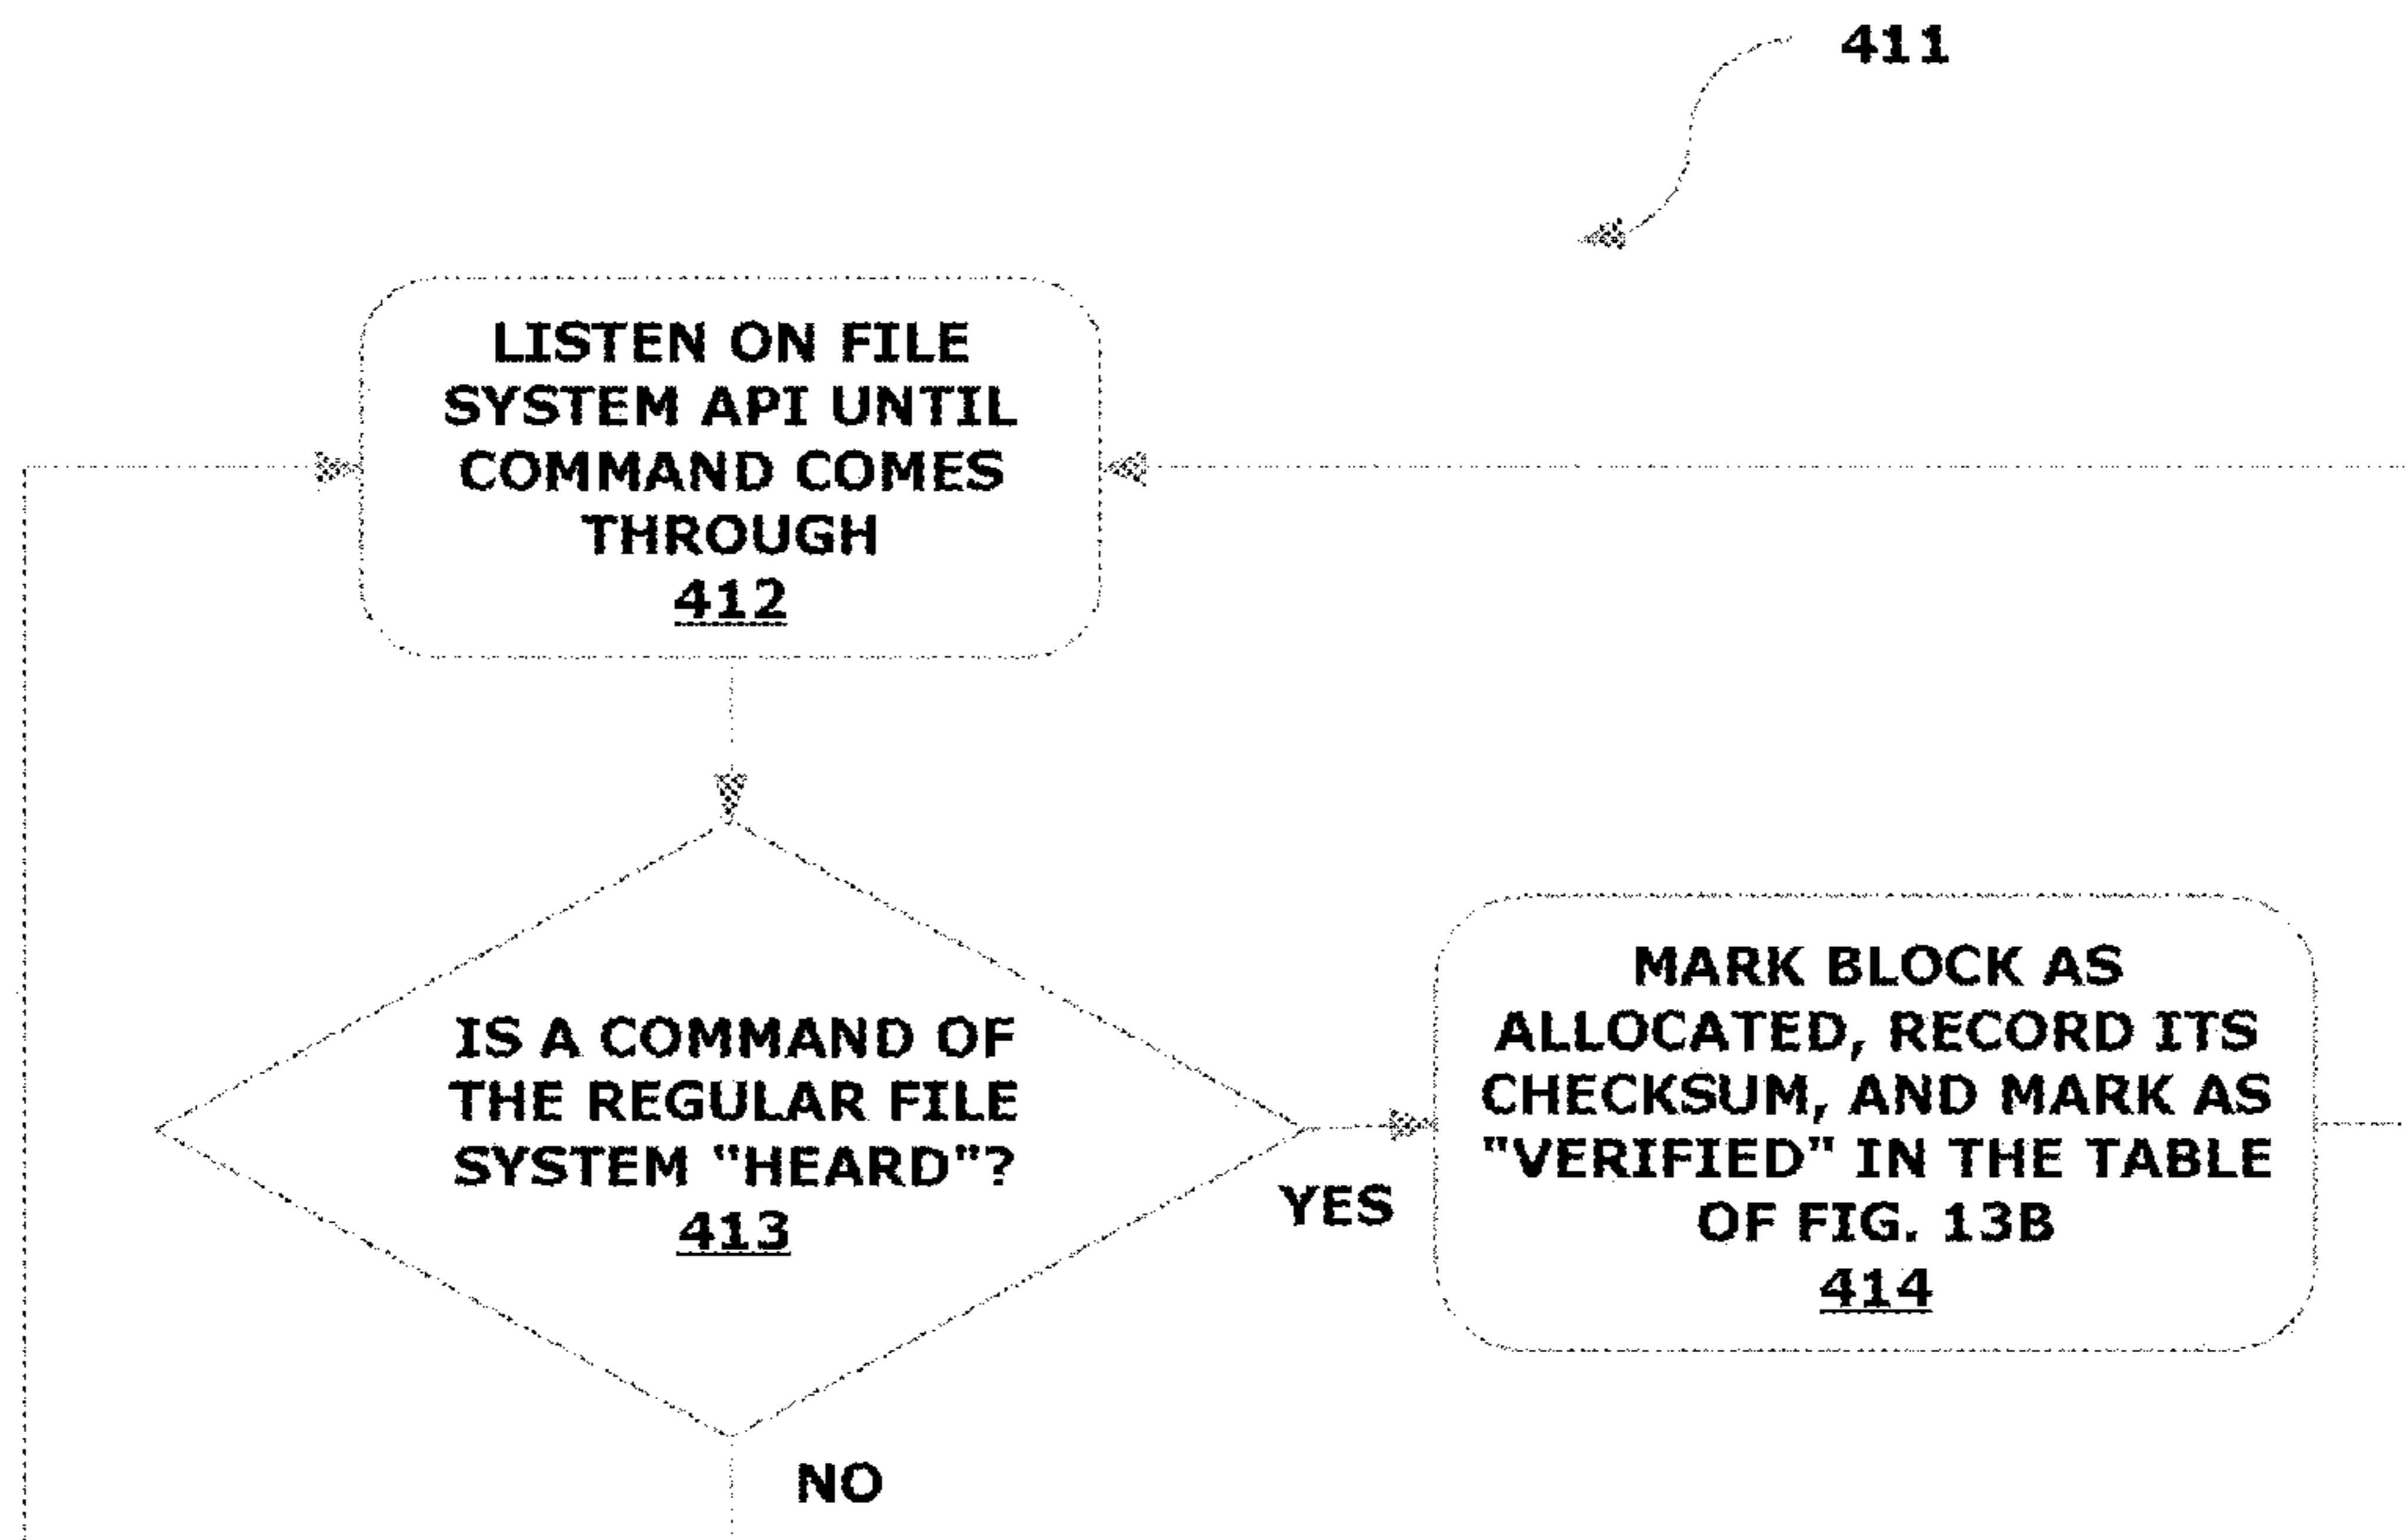 411
LISTEN ON FILE
SYSTEM API UNTIL
COMMAND COMES
THROUGH
412
IS A COMMAND OF
THE REGULAR FILE
SYSTEM "HEARD"?
413
YES
MARK BLOCK AS
ALLOCATED, RECORD ITS
CHECKSUM, AND MARK AS
"VERIFIED" IN THE TABLE
OF FIG. 13B
414
NO